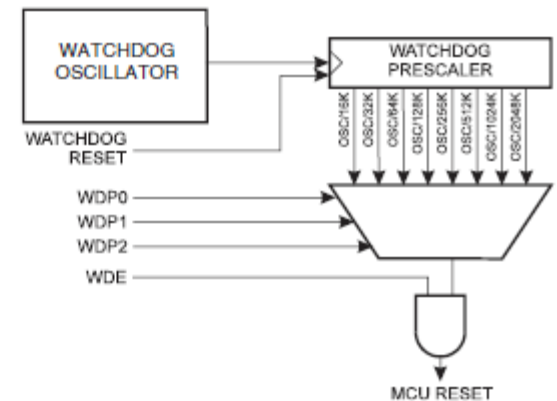 WATCHDOG
OSCILLATOR
WATCHDOG
PRESCALER
WATCHDOG
RESET
OSC/16K
OSC/32K
OSC/64K
OSC/128K
OSC/256K
OSC/512K
OSC/1024K
OSC/2048K
WDP0
WDP1
WDP2
WDE
MCU RESET